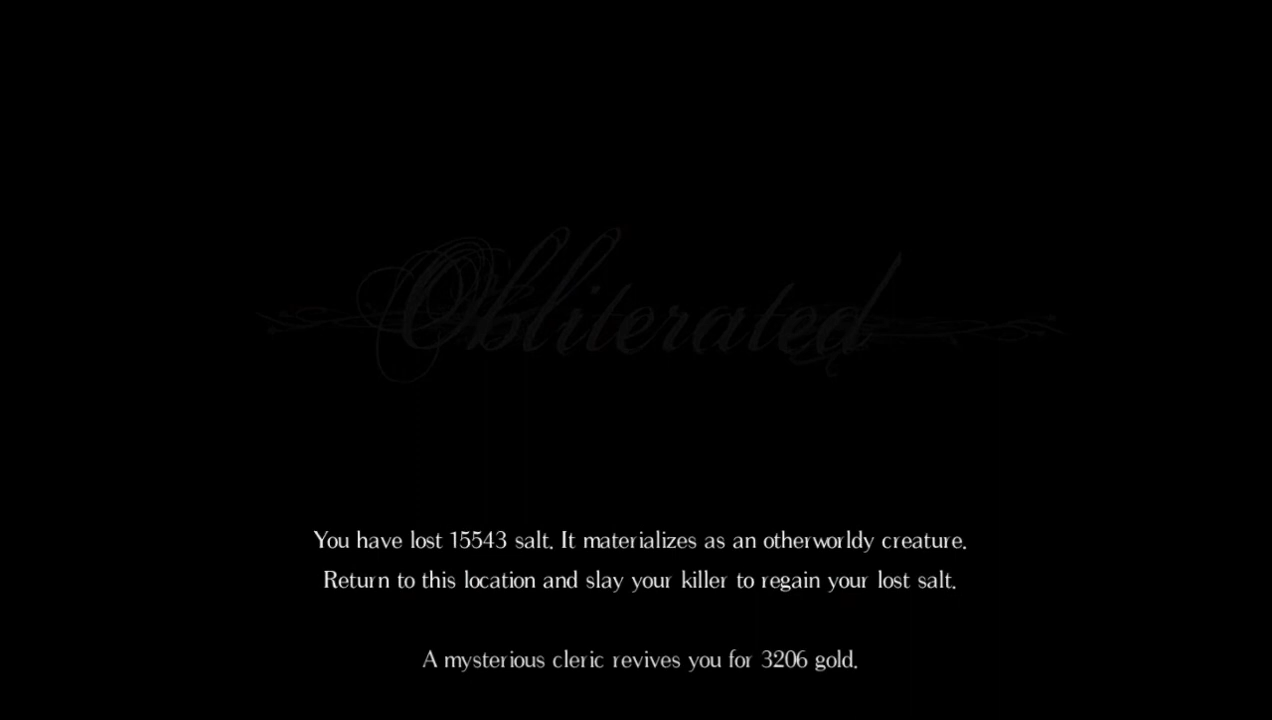 Obliterated
You have lost 15543 salt. It materializes as an otherworldly creature.
Return to this location and slay your killer to regain your lost salt.
A mysterious cleric revives you for 3206 gold.